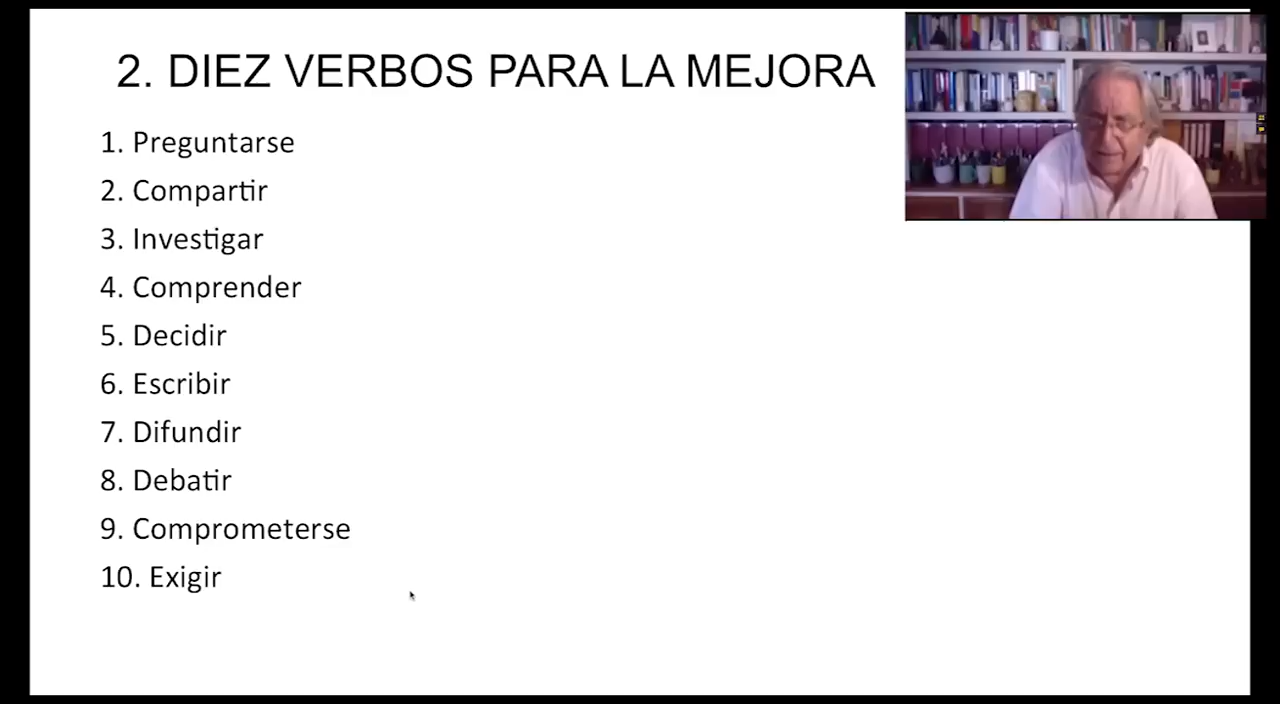 2. DIEZ VERBOS PARA LA MEJORA
1. Preguntarse
2. Compartir
3. Investigar
4. Comprender
5. Decidir
6. Escribir
7. Difundir
8. Debatir
9. Comprometerse
10. Exigir